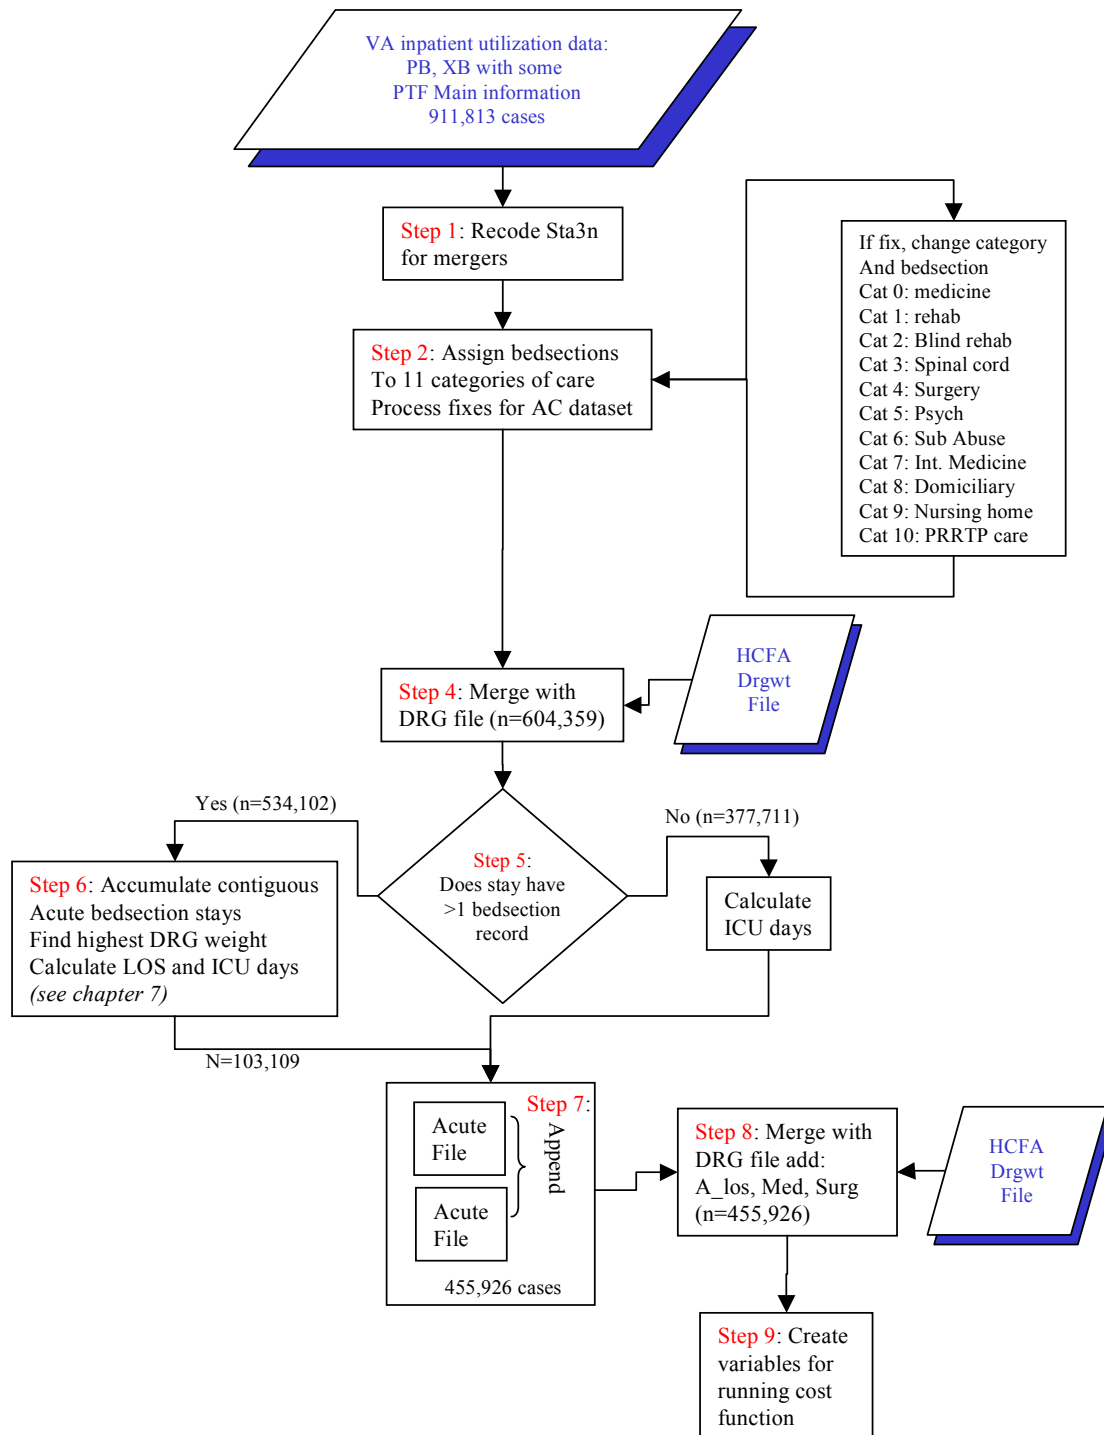 VA inpatient utilization data:
PB, XB with some
PTF Main information
911,813 cases
Step 1: Recode Sta3n
for mergers
If fix, change category
And bedsection
Cat 0: medicine
Cat 1: rehab
Cat 2: Blind rehab
Cat 3: Spinal cord
Cat 4: Surgery
Cat 5: Psych
Cat 6: Sub Abuse
Cat 7: Int. Medicine
Cat 8: Domiciliary
Cat 9: Nursing home
Cat 10: PRRTP care
Step 2: Assign bedsections
To 11 categories of care
Process fixes for AC dataset
HCFA
Drgwt
File
Step 4: Merge with
DRG file (n=604,359)
Yes (n=534,102)
No (n=377,711)
Step 5:
Does stay have
>1 bedsection
record
Step 6: Accumulate contiguous
Acute bedsection stays
Find highest DRG weight
Calculate LOS and ICU days
(see chapter 7)
Calculate
ICU days
N=103,109
Step 7:
Append
Acute
File
Acute
File
455,926 cases
Step 8: Merge with
DRG file add:
A_los, Med, Surg
(n=455,926)
HCFA
Drgwt
File
Step 9: Create
variables for
running cost
function